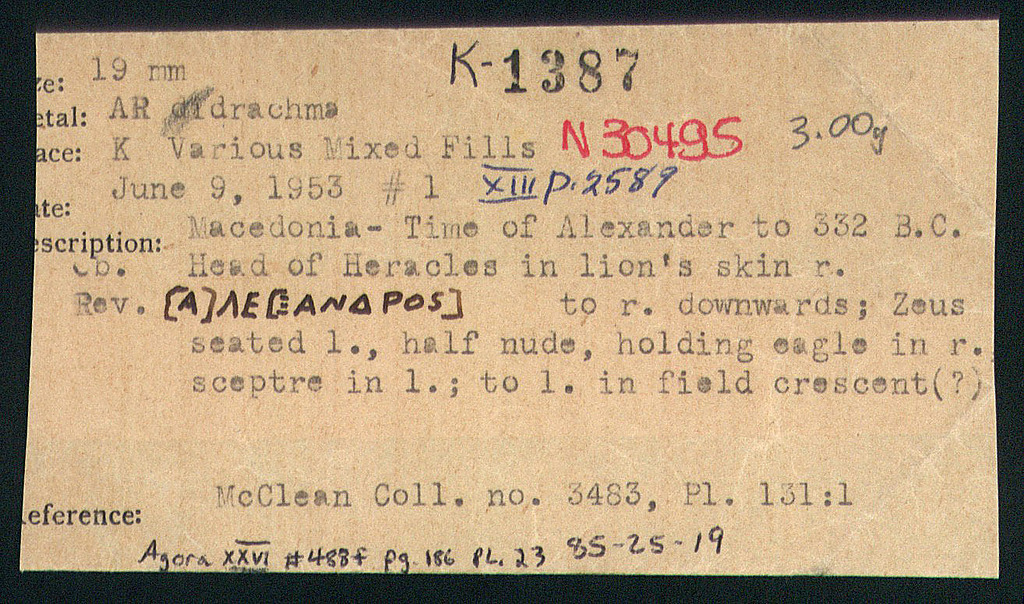 ze: 19 mm K-1387
etal: AR didrachma
ace: K Various Mixed Fills N 30495 3.00g
June 9, 1953 # 1 XIII p. 2589
ate:
Macedonia- Time of Alexander to 332 B.C.
escription:
Ob. Head of Heracles in lion's skin r.
Rev. [A]ΛΕ[ΞΑΝΔΡΟS] to r. downwards; Zeus
seated l., half nude, holding eagle in r.
sceptre in l.; to l. in field crescent(?)
McClean Coll. no. 3483, Pl. 131:1
eference:
Agora XXVI #488f pg. 186 PL. 23 85-25-19